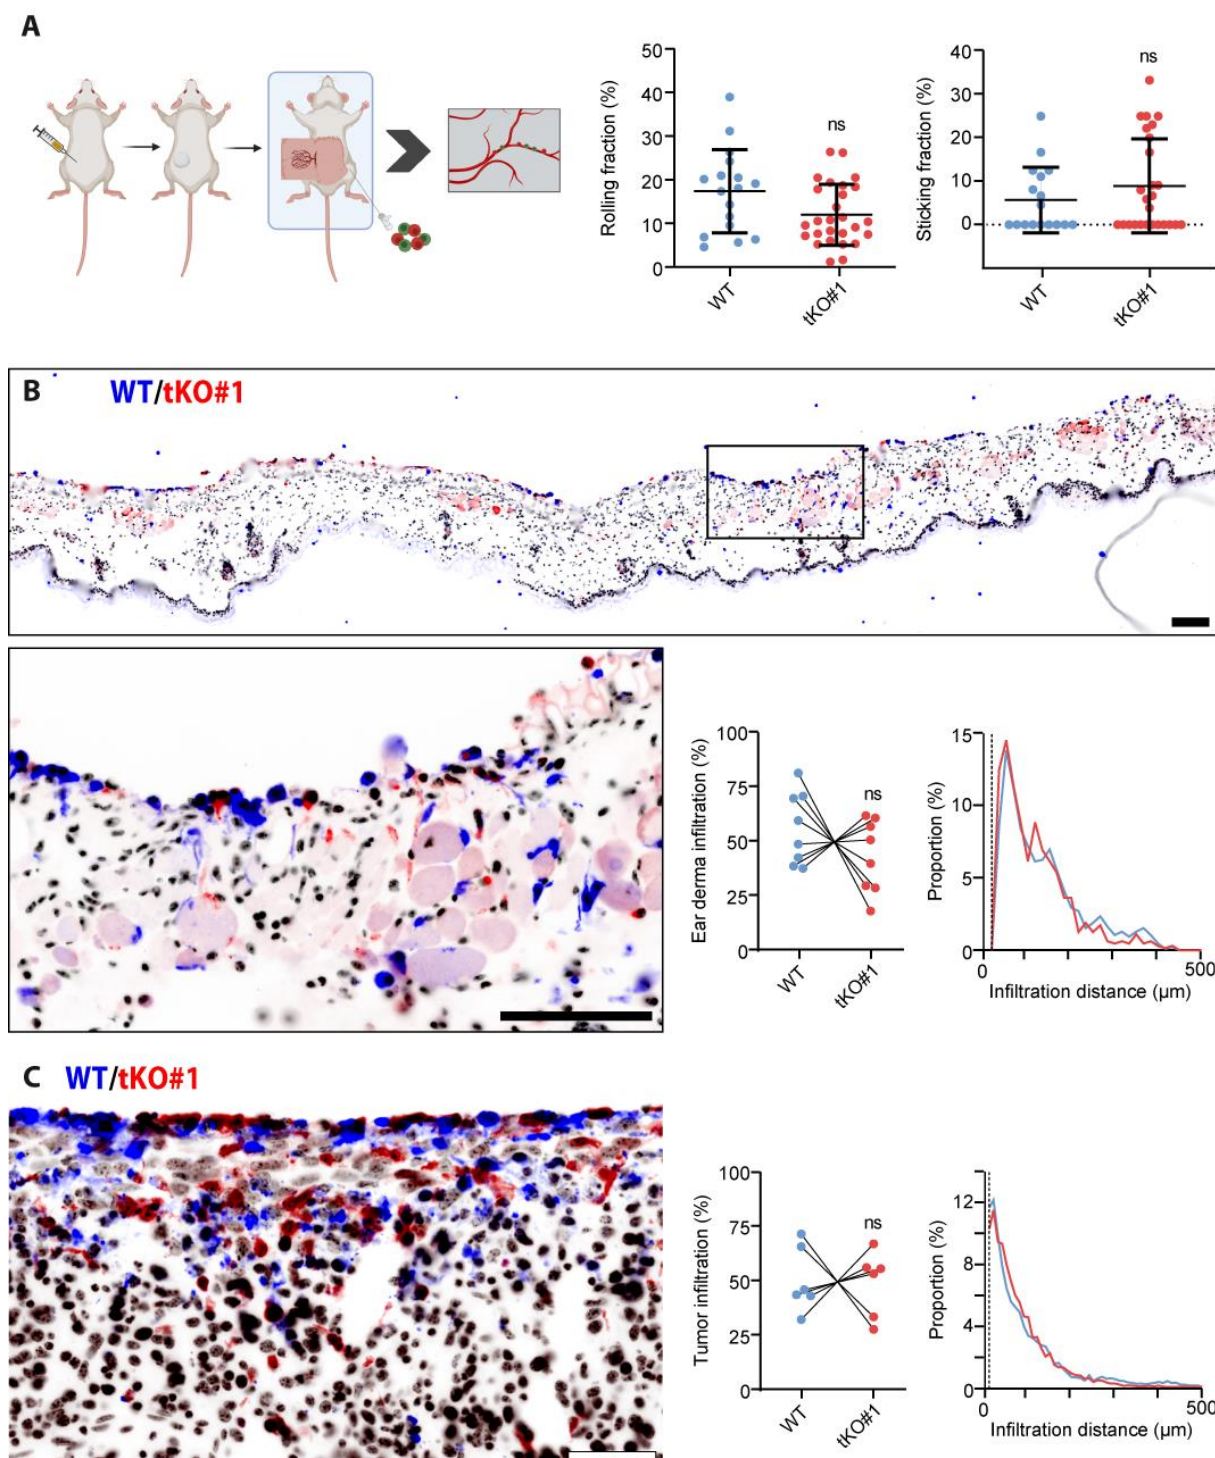 A
Rolling fraction (%)
50
40
30
20
10
0
ns
WT
tKO#1
Sticking fraction (%)
40
30
20
10
0
ns
WT
tKO#1
B WT/tKO#1
Ear derma infiltration (%)
100
75
50
25
0
ns
WT
tKO#1
Proportion (%)
15
10
5
0
0 500
Infiltration distance (µm)
C WT/tKO#1
Tumor infiltration (%)
100
75
50
25
0
ns
WT
tKO#1
Proportion (%)
12
8
4
0
0 500
Infiltration distance (µm)